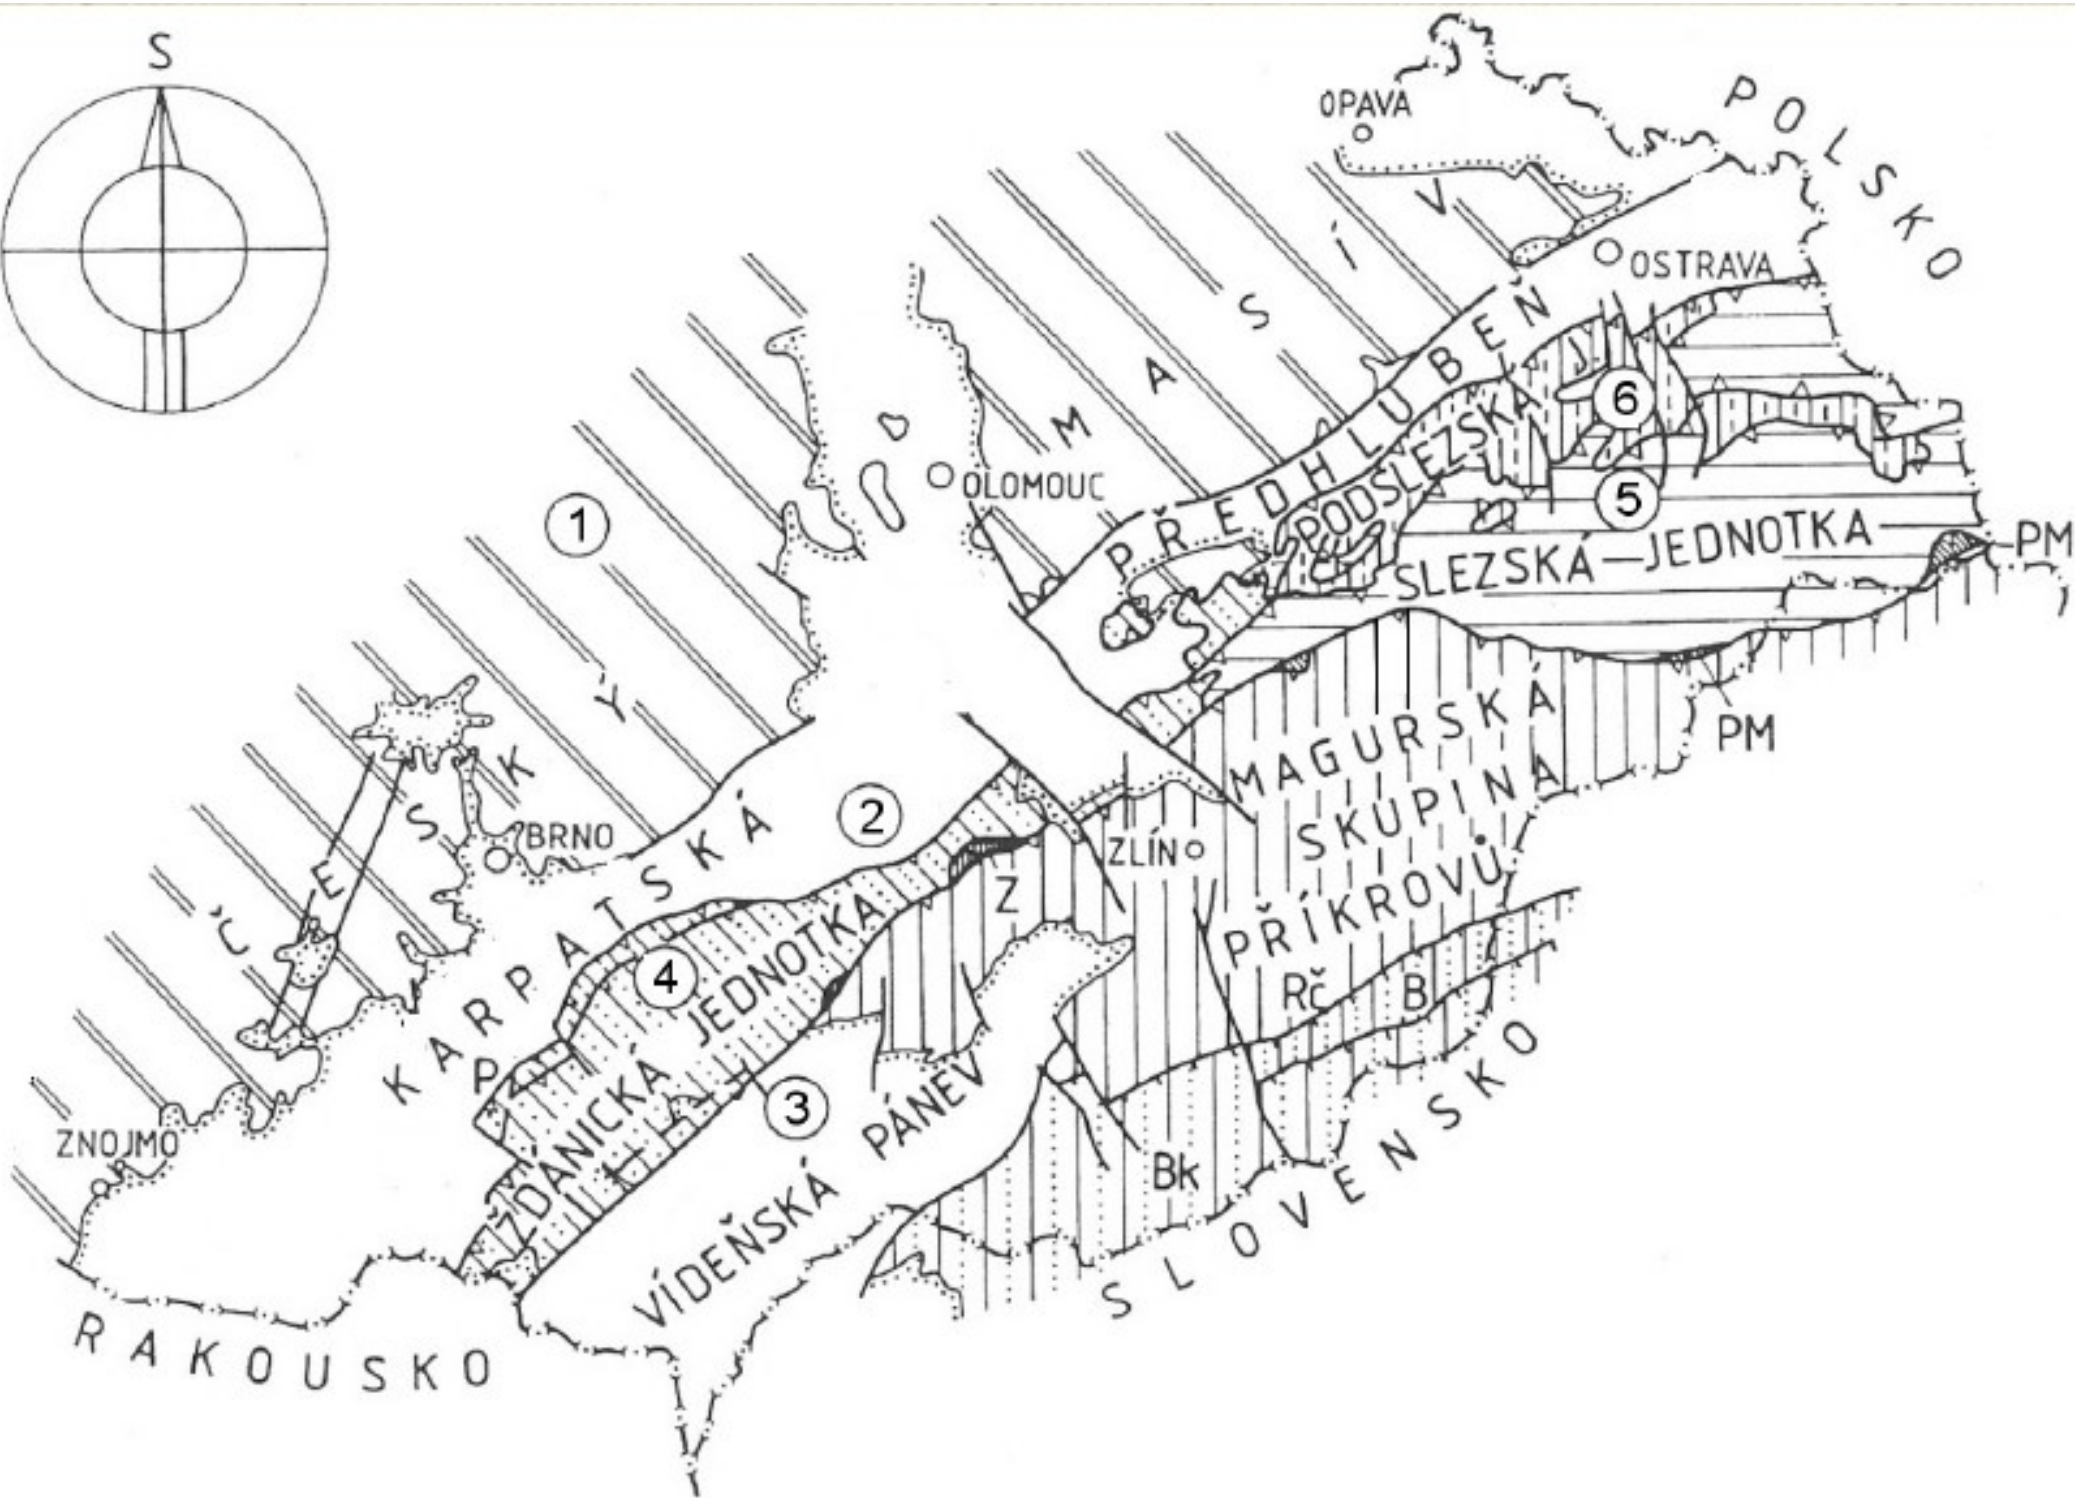 S
OPAVA
POLSKO
OSTRAVA
ČESKÝ MASÍV
OLOMOUC
KARPATSKÁ PŘEDHLUBEŇ
PODSLEZSKÁ J.
6
5
SLEZSKÁ JEDNOTKA
PM
PM
1
2
BRNO
ZLÍN
MAGURSKÁ
SKUPINA
PŘÍKROVŮ
Z
4
ŽDÁNICKÁ JEDNOTKA
P
3
Rč
B
Bk
VÍDEŇSKÁ PÁNEV
ZNOJMO
SLOVENSKO
RAKOUSKO